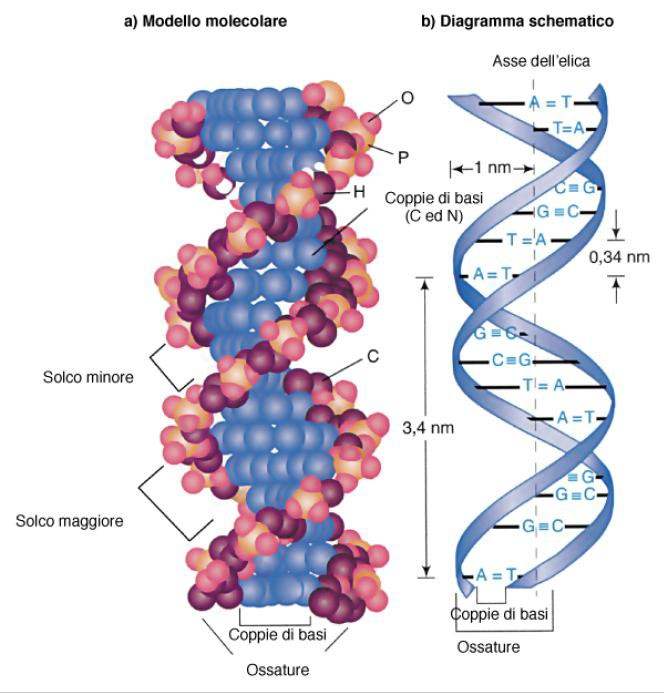 a) Modello molecolare
b) Diagramma schematico
Asse dell'elica
O
P
H
Coppie di basi
(C ed N)
C
Solco minore
Solco maggiore
Coppie di basi
Ossature
A = T
T=A
1 nm
C≡G
G≡C
T=A
0,34 nm
A=T
G≡C
C≡G
T=A
3,4 nm
A=T
≡G
G≡C
G≡C
A=T
Coppie di basi
Ossature